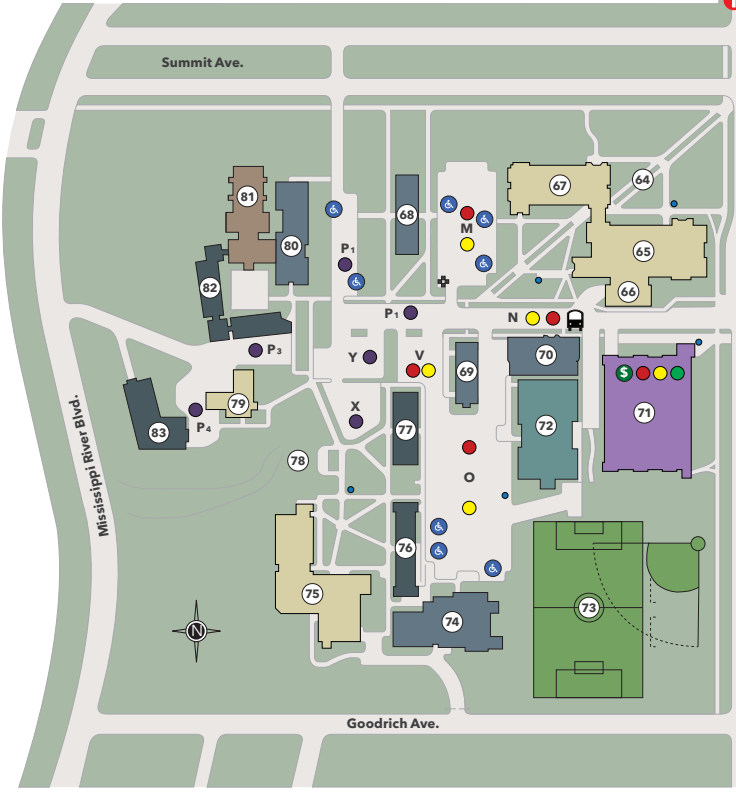 Summit Ave.
81
67
64
80
68
M
65
P1
82
66
P1
N
P3
Y
V
69
70
$
71
79
X
72
P4
83
77
78
O
Mississippi River Blvd.
76
75
73
74
N
Goodrich Ave.